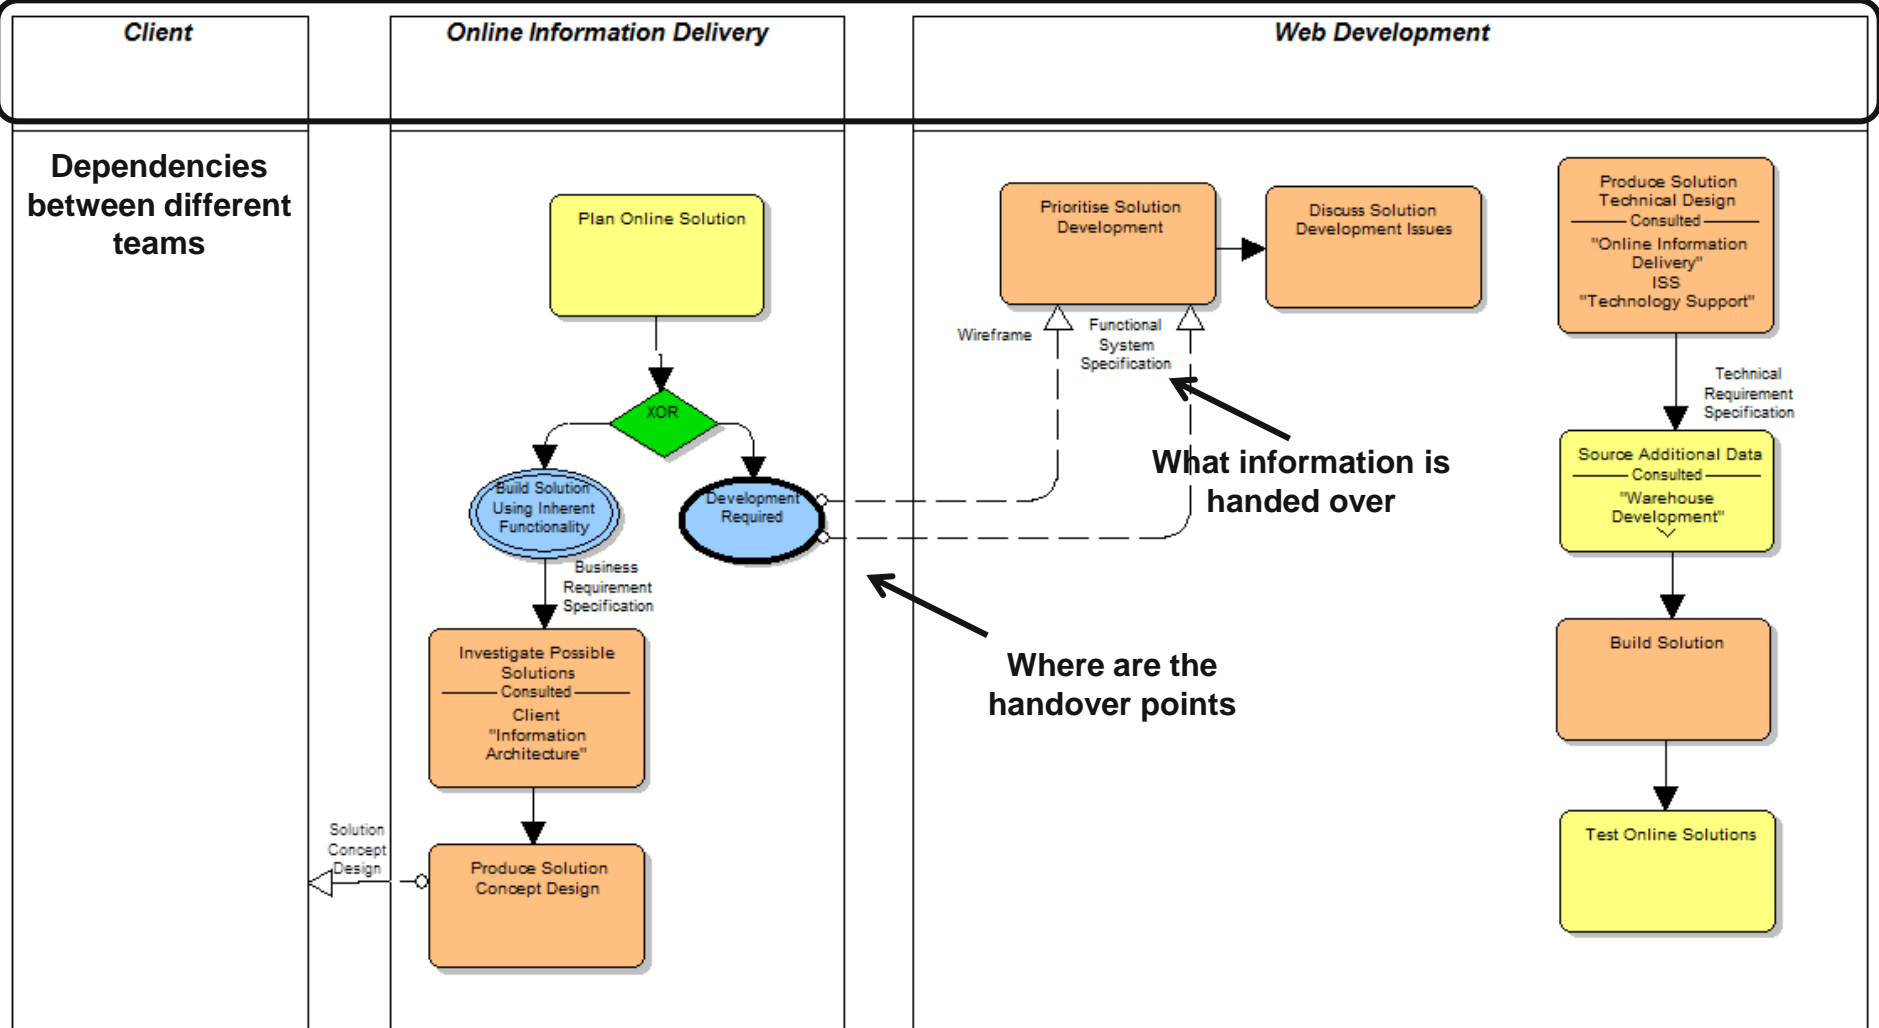 Client
Online Information Delivery
Web Development
Dependencies
between different
teams
Plan Online Solution
XOR
Build Solution
Using Inherent
Functionality
Development
Required
Business
Requirement
Specification
Investigate Possible
Solutions
Consulted
Client
"Information
Architecture"
Solution
Concept
Design
Produce Solution
Concept Design
Prioritise Solution
Development
Discuss Solution
Development Issues
Wireframe
Functional
System
Specification
What information is
handed over
Where are the
handover points
Produce Solution
Technical Design
Consulted
"Online Information
Delivery"
ISS
"Technology Support"
Technical
Requirement
Specification
Source Additional Data
Consulted
"Warehouse
Development"
Build Solution
Test Online Solutions